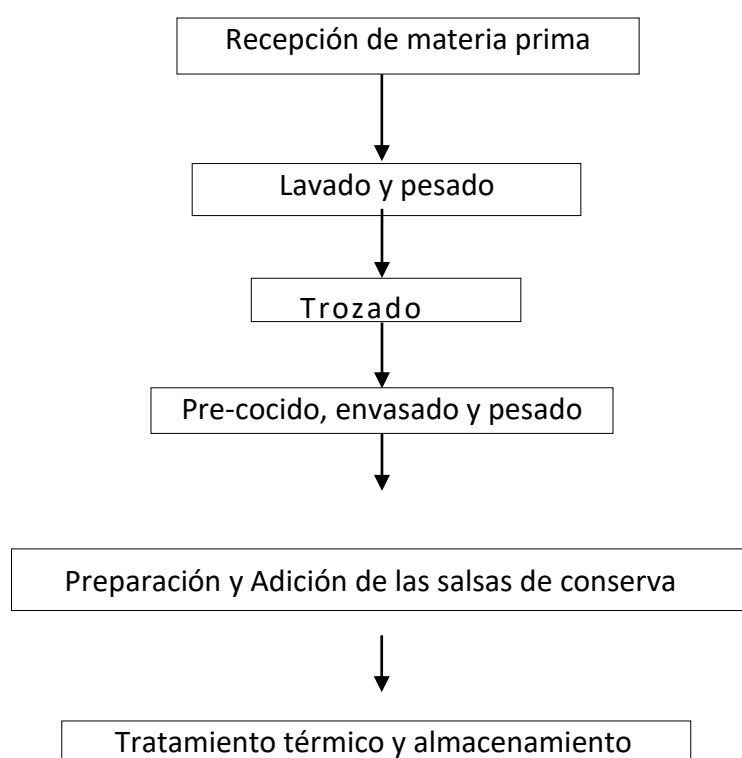 Recepción de materia prima
Lavado y pesado
Trozado
Pre-cocido, envasado y pesado
Preparación y Adición de las salsas de conserva
Tratamiento térmico y almacenamiento